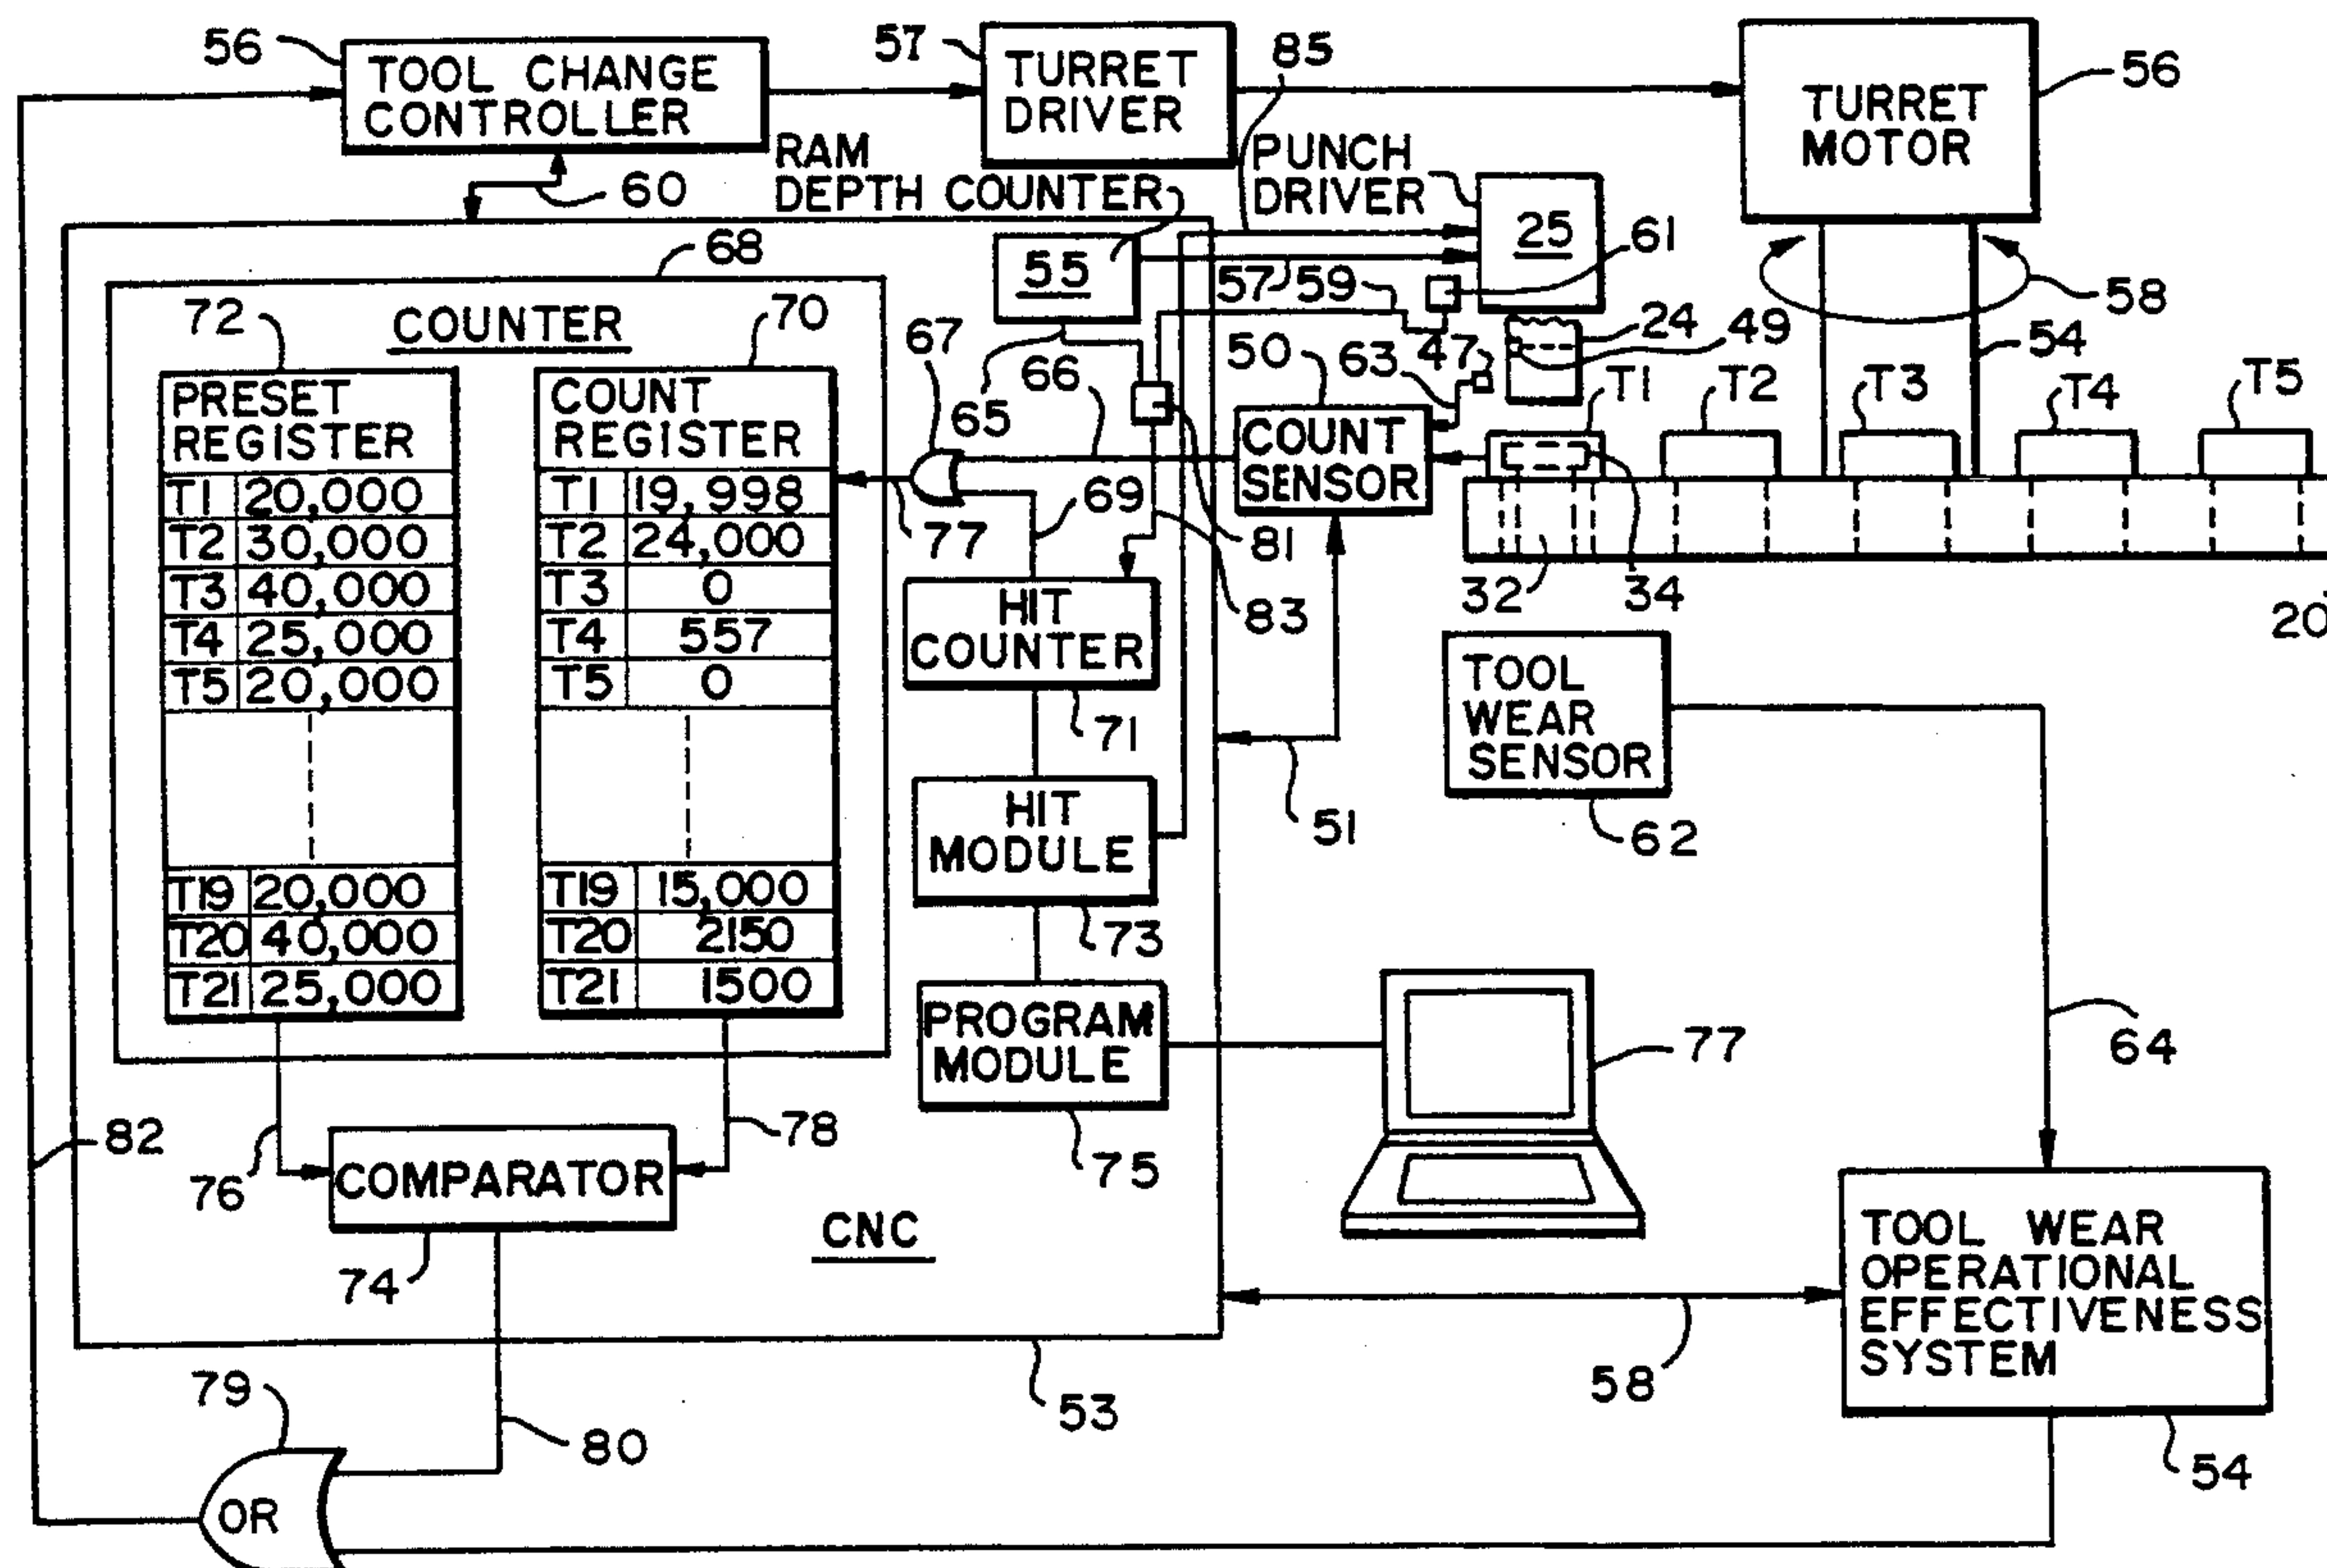 56
TOOL CHANGE
CONTROLLER
57
TURRET
DRIVER
85
TURRET
MOTOR
56
60
RAM
DEPTH COUNTER
PUNCH
DRIVER
25
61
68
55
57
59
58
72
COUNTER
70
67
65
66
50
63
47
24
49
54
T1
T2
T3
T4
T5
PRESET
REGISTER
T1 20,000
T2 30,000
T3 40,000
T4 25,000
T5 20,000
T19 20,000
T20 40,000
T21 25,000
COUNT
REGISTER
T1 19,998
T2 24,000
T3 0
T4 557
T5 0
T19 15,000
T20 2150
T21 1500
COUNT
SENSOR
77
69
81
83
32
34
20
HIT
COUNTER
71
51
TOOL
WEAR
SENSOR
62
HIT
MODULE
73
PROGRAM
MODULE
75
77
64
82
76
COMPARATOR
78
74
CNC
TOOL WEAR
OPERATIONAL
EFFECTIVENESS
SYSTEM
58
53
54
79
80
OR